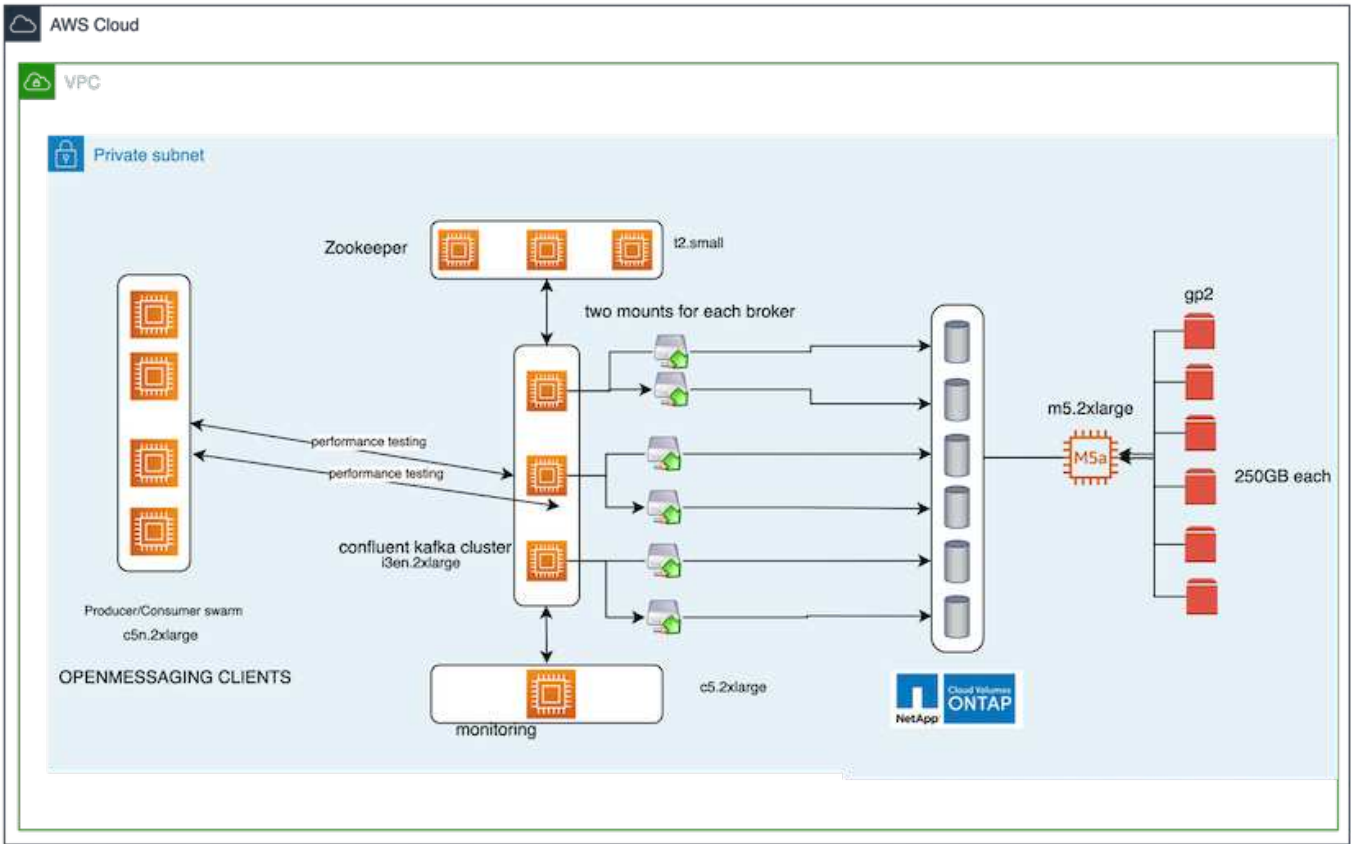 AWS Cloud
VPC
Private subnet
Zookeeper
t2.small
two mounts for each broker
gp2
m5.2xlarge
M5a
250GB each
performance testing
performance testing
confluent kafka cluster
i3en.2xlarge
Producer/Consumer swarm
c5n.2xlarge
OPENMESSAGING CLIENTS
c5.2xlarge
monitoring
NetApp
Cloud Volumes
ONTAP